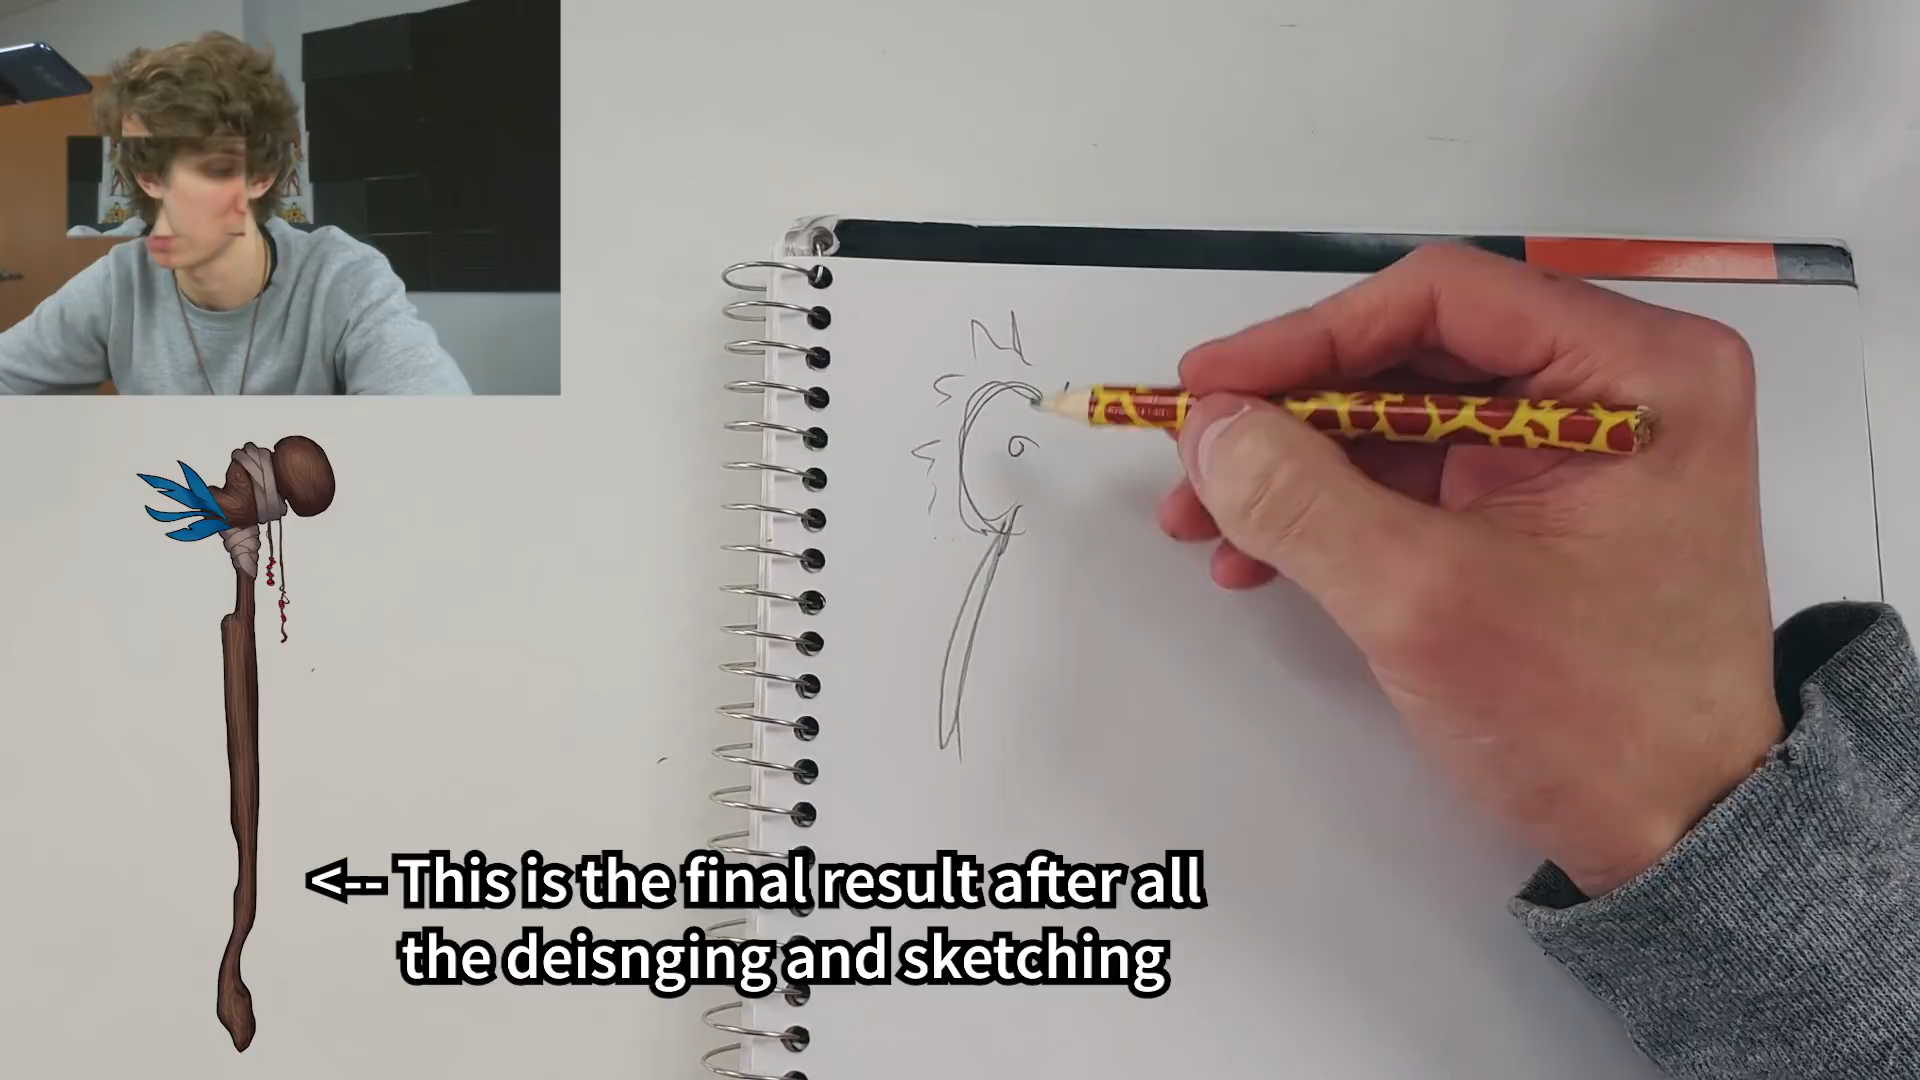 <-- This is the final result after all
the deisnging and sketching